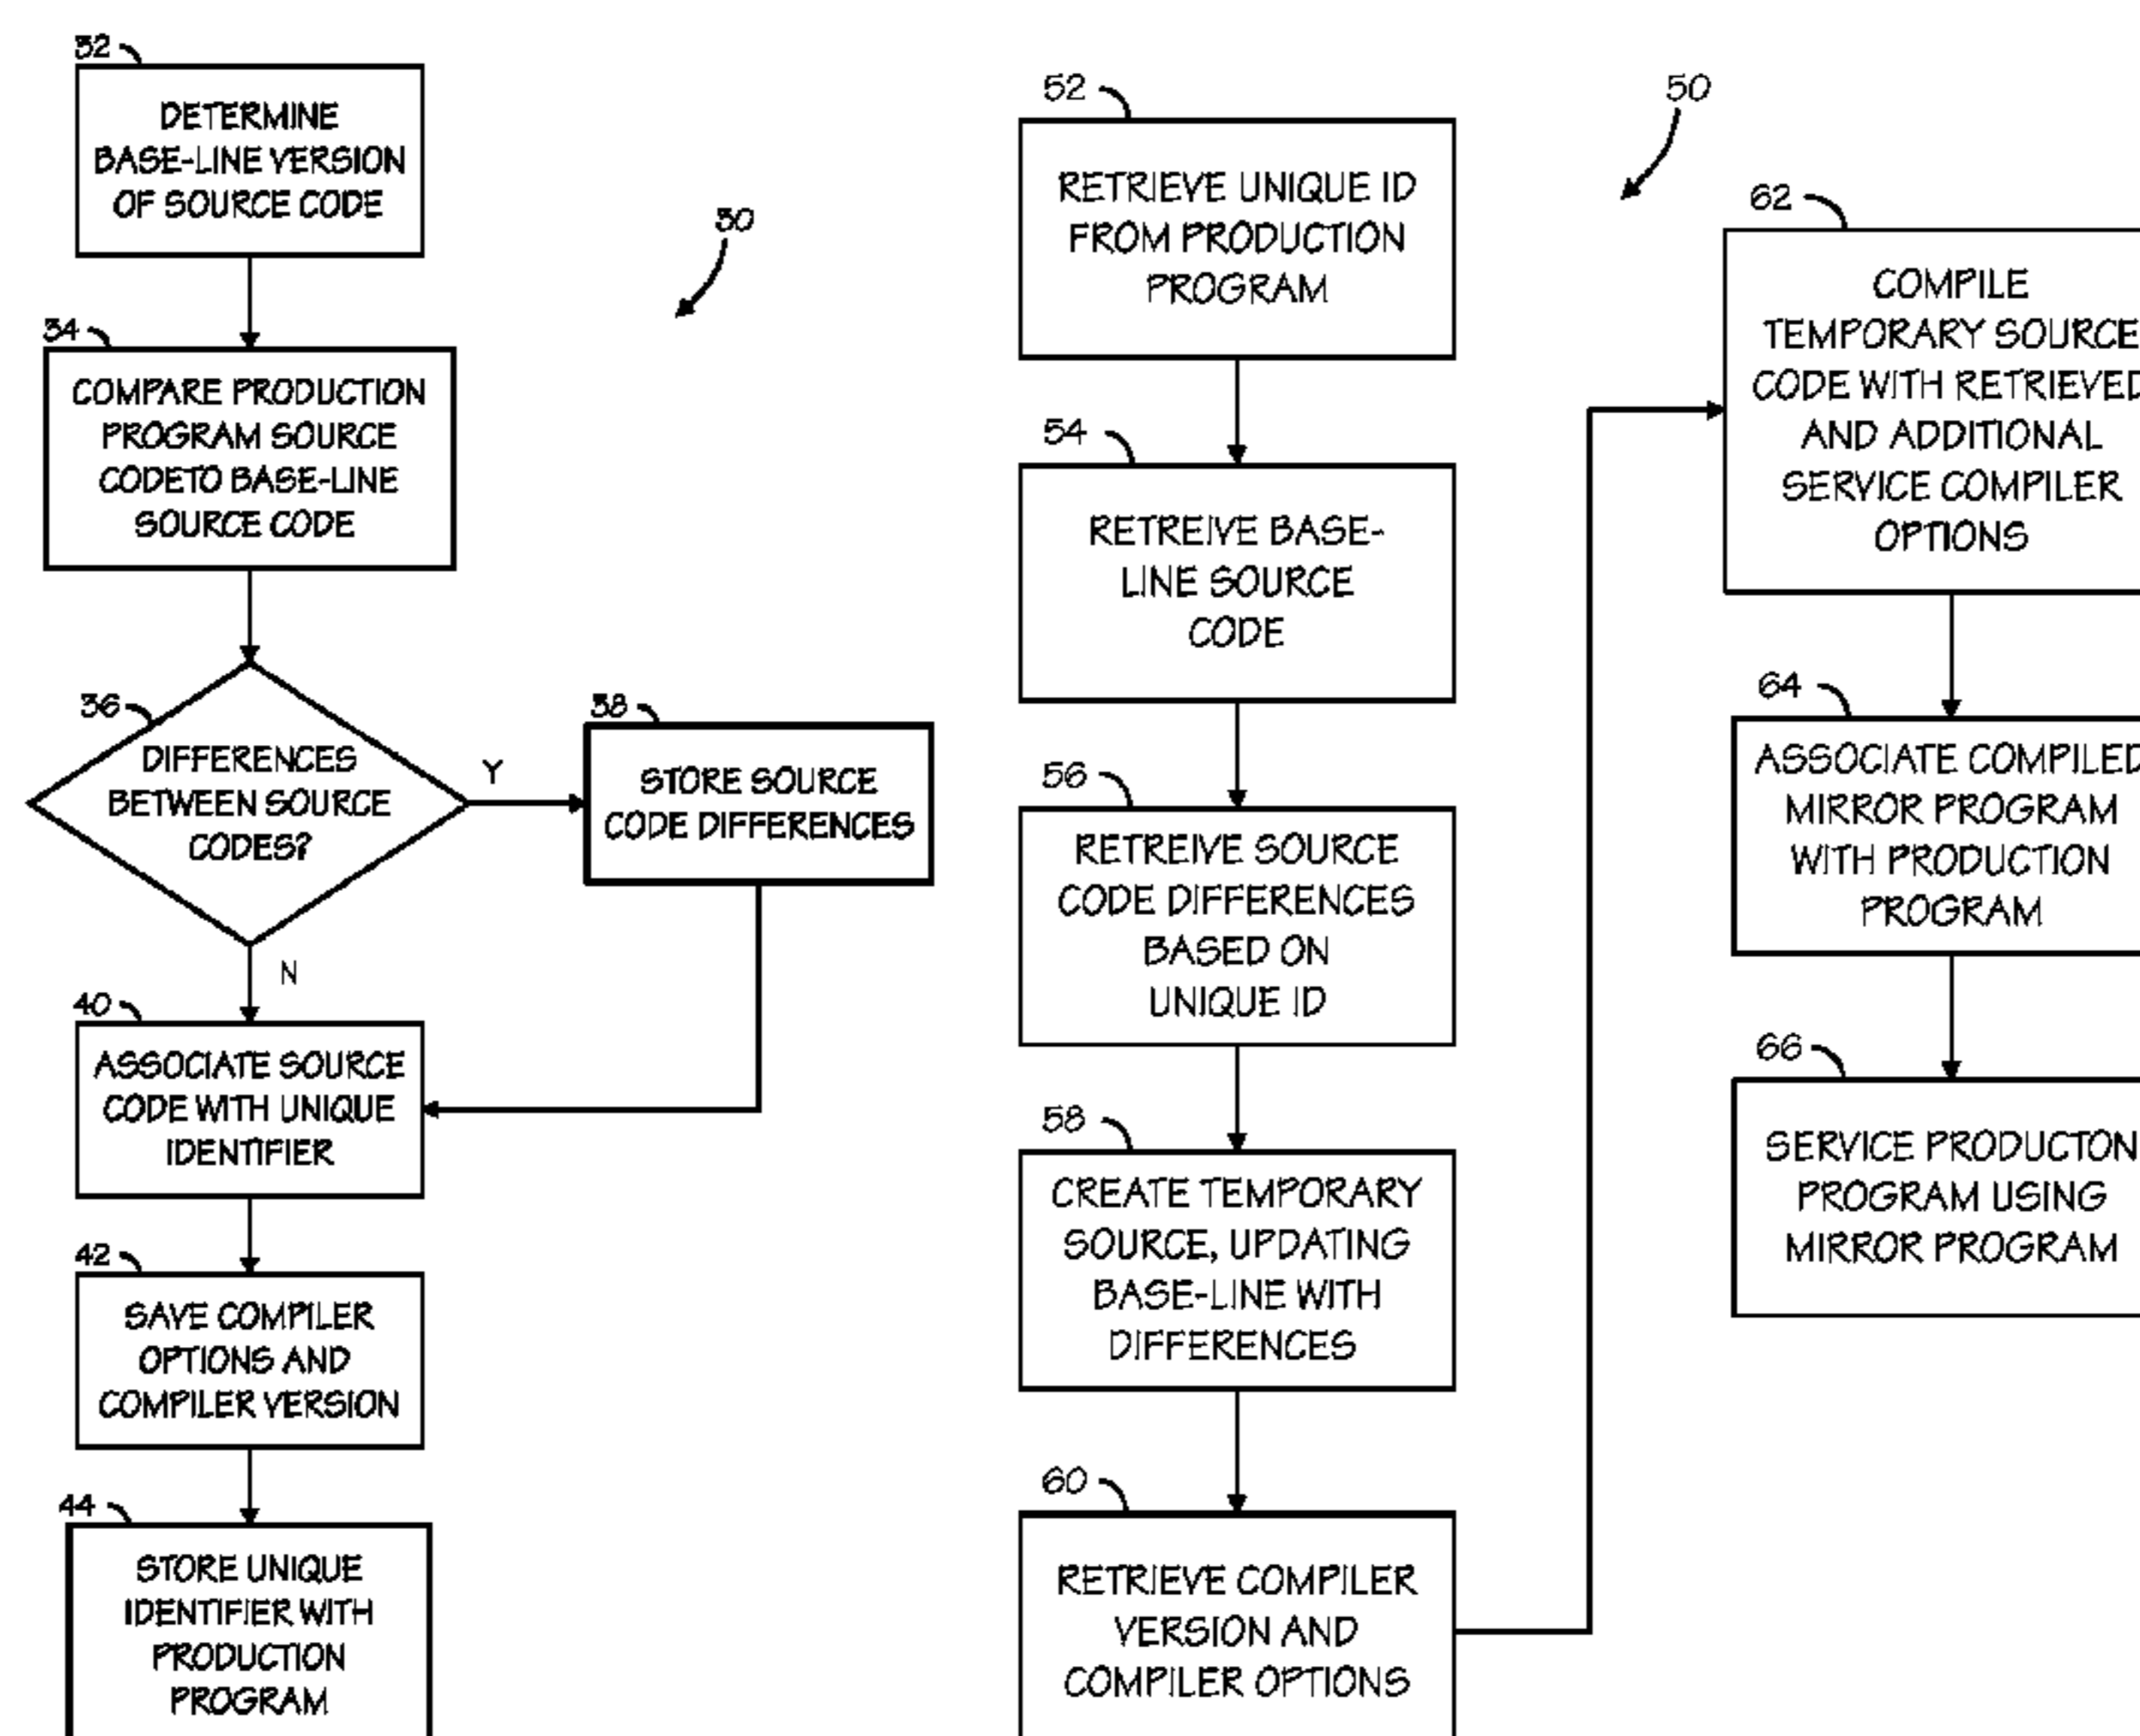 32
DETERMINE
BASE-LINE VERSION
OF SOURCE CODE
30
34
COMPARE PRODUCTION
PROGRAM SOURCE
CODETO BASE-LINE
SOURCE CODE
36
DIFFERENCES
BETWEEN SOURCE
CODES?
Y
38
STORE SOURCE
CODE DIFFERENCES
N
40
ASSOCIATE SOURCE
CODE WITH UNIQUE
IDENTIFIER
42
SAVE COMPILER
OPTIONS AND
COMPILER VERSION
44
STORE UNIQUE
IDENTIFIER WITH
PRODUCTION
PROGRAM
50
52
RETRIEVE UNIQUE ID
FROM PRODUCTION
PROGRAM
54
RETREIVE BASE-
LINE SOURCE
CODE
56
RETREIVE SOURCE
CODE DIFFERENCES
BASED ON
UNIQUE ID
58
CREATE TEMPORARY
SOURCE, UPDATING
BASE-LINE WITH
DIFFERENCES
60
RETRIEVE COMPILER
VERSION AND
COMPILER OPTIONS
62
COMPILE
TEMPORARY SOURCE
CODE WITH RETRIEVED
AND ADDITIONAL
SERVICE COMPILER
OPTIONS
64
ASSOCIATE COMPILED
MIRROR PROGRAM
WITH PRODUCTION
PROGRAM
66
SERVICE PRODUCTON
PROGRAM USING
MIRROR PROGRAM